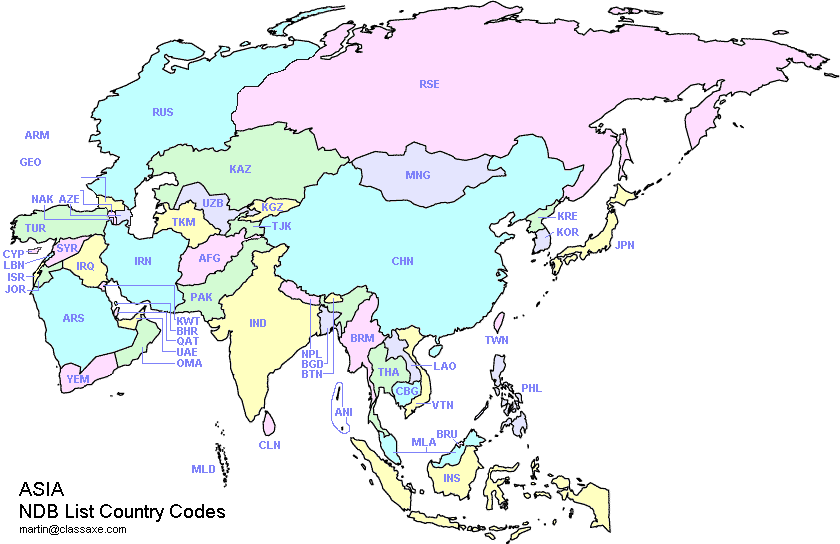 RSE
RUS
ARM
GEO
KAZ
MNG
NAK AZE
UZB
KGZ
TKM
TJK
TUR
KRE
KOR
JPN
CYP
SYR
LBN
IRQ
IRN
AFG
CHN
ISR
JOR
PAK
ARS
KWT
BHR
QAT
UAE
OMA
IND
NPL
BGD
BTN
BRM
TWN
LAO
THA
CBG
VTN
PHL
YEM
ANI
CLN
MLD
MLA
BRU
INS
ASIA
NDB List Country Codes
martin@classaxe.com